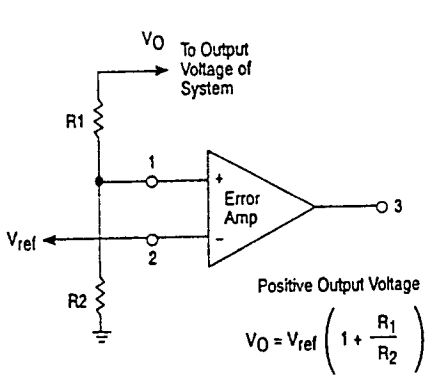 VO
To Output
Voltage of
System
R1
1
+
Error
Amp
-
3
Vref
2
R2
Positive Output Voltage
VO = Vref ( 1 + R1 / R2 )